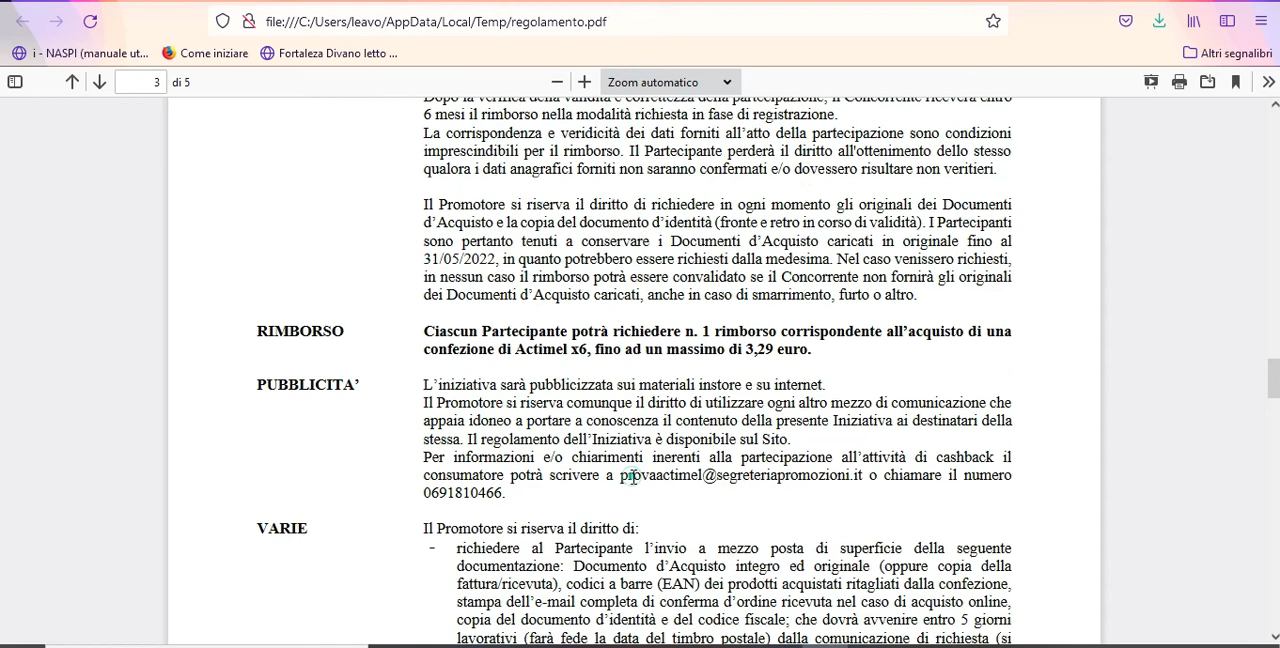 file:///C:/Users/leavo/AppData/Local/Temp/regolamento.pdf
i - NASPI (manuale ut... Come iniziare Fortaleza Divano letto ... Altri segnalibri
3 di 5 Zoom automatico
Dopo la verifica della validità e correttezza della partecipazione, il Concorrente riceverà entro
6 mesi il rimborso nella modalità richiesta in fase di registrazione.
La corrispondenza e veridicità dei dati forniti all’atto della partecipazione sono condizioni
imprescindibili per il rimborso. Il Partecipante perderà il diritto all'ottenimento dello stesso
qualora i dati anagrafici forniti non saranno confermati e/o dovessero risultare non veritieri.
Il Promotore si riserva il diritto di richiedere in ogni momento gli originali dei Documenti
d’Acquisto e la copia del documento d’identità (fronte e retro in corso di validità). I Partecipanti
sono pertanto tenuti a conservare i Documenti d’Acquisto caricati in originale fino al
31/05/2022, in quanto potrebbero essere richiesti dalla medesima. Nel caso venissero richiesti,
in nessun caso il rimborso potrà essere convalidato se il Concorrente non fornirà gli originali
dei Documenti d’Acquisto caricati, anche in caso di smarrimento, furto o altro.
RIMBORSO Ciascun Partecipante potrà richiedere n. 1 rimborso corrispondente all’acquisto di una
confezione di Actimel x6, fino ad un massimo di 3,29 euro.
PUBBLICITA’ L’iniziativa sarà pubblicizzata sui materiali instore e su internet.
Il Promotore si riserva comunque il diritto di utilizzare ogni altro mezzo di comunicazione che
appaia idoneo a portare a conoscenza il contenuto della presente Iniziativa ai destinatari della
stessa. Il regolamento dell’Iniziativa è disponibile sul Sito.
Per informazioni e/o chiarimenti inerenti alla partecipazione all’attività di cashback il
consumatore potrà scrivere a provaactimel@segreteriapromozioni.it o chiamare il numero
0691810466.
VARIE Il Promotore si riserva il diritto di:
- richiedere al Partecipante l’invio a mezzo posta di superficie della seguente
documentazione: Documento d’Acquisto integro ed originale (oppure copia della
fattura/ricevuta), codici a barre (EAN) dei prodotti acquistati ritagliati dalla confezione,
stampa dell’e-mail completa di conferma d’ordine ricevuta nel caso di acquisto online,
copia del documento d’identità e del codice fiscale; che dovrà avvenire entro 5 giorni
lavorativi (farà fede la data del timbro postale) dalla comunicazione di richiesta (si